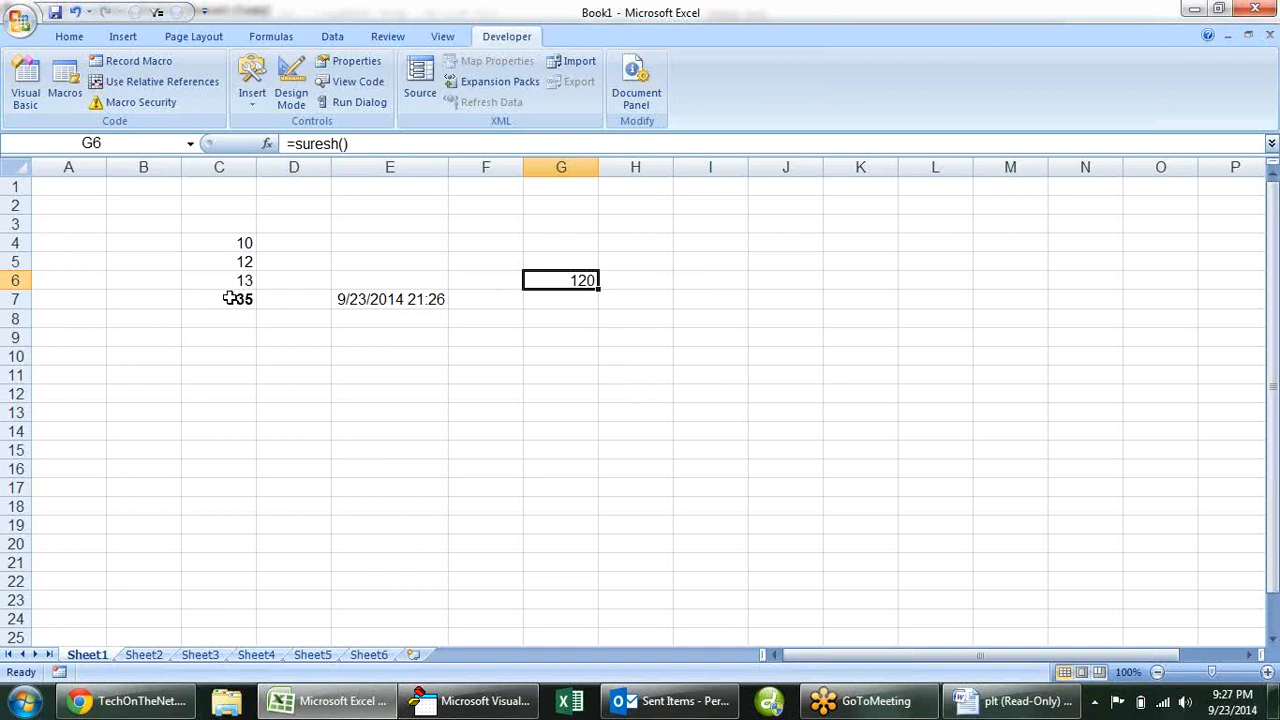 Book1 - Microsoft Excel
Home Insert Page Layout Formulas Data Review View Developer
Visual Basic
Macros
Record Macro
Use Relative References
Macro Security
Code
Insert
Design Mode
Properties
View Code
Run Dialog
Controls
Source
Map Properties
Expansion Packs
Refresh Data
Import
Export
XML
Document Panel
Modify
G6 fx =suresh()
A B C D E F G H I J K L M N O P
1
2
3
4 10
5 12
6 13 120
7 35 9/23/2014 21:26
8
9
10
11
12
13
14
15
16
17
18
19
20
21
22
23
24
25
Sheet1 Sheet2 Sheet3 Sheet4 Sheet5 Sheet6
Ready 100%
TechOnTheNet.... Microsoft Excel ... Microsoft Visual... Sent Items - Per... GoToMeeting plt (Read-Only) ... 9:27 PM
9/23/2014